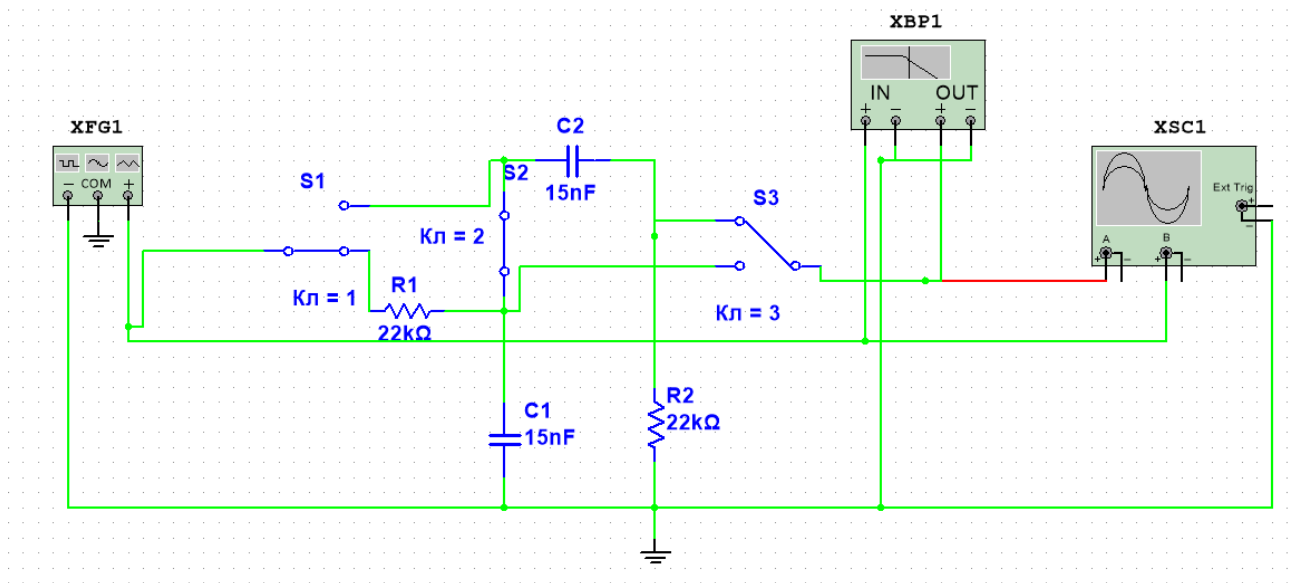 XBP1
IN OUT
+ − + −
XFG1
− COM +
C2
15nF
XSC1
Ext Trig
+
−
A B
+ − + −
S1
S2
S3
Кл = 2
Кл = 1
R1
22kΩ
Кл = 3
R2
22kΩ
C1
15nF